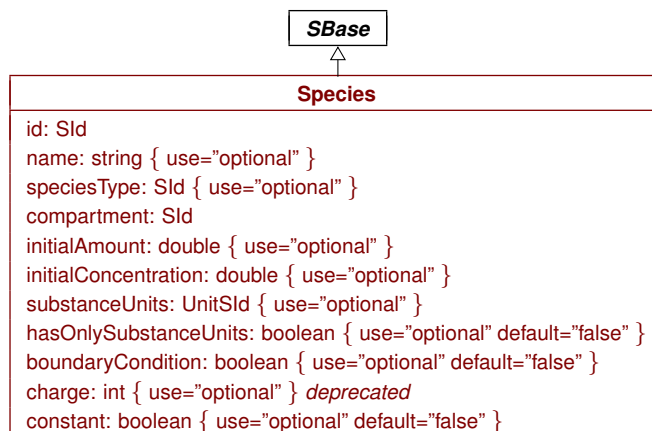 SBase
Species
id: SId
name: string { use=”optional” }
speciesType: SId { use=”optional” }
compartment: SId
initialAmount: double { use=”optional” }
initialConcentration: double { use=”optional” }
substanceUnits: UnitSId { use=”optional” }
hasOnlySubstanceUnits: boolean { use=”optional” default=”false” }
boundaryCondition: boolean { use=”optional” default=”false” }
charge: int { use=”optional” } deprecated
constant: boolean { use=”optional” default=”false” }